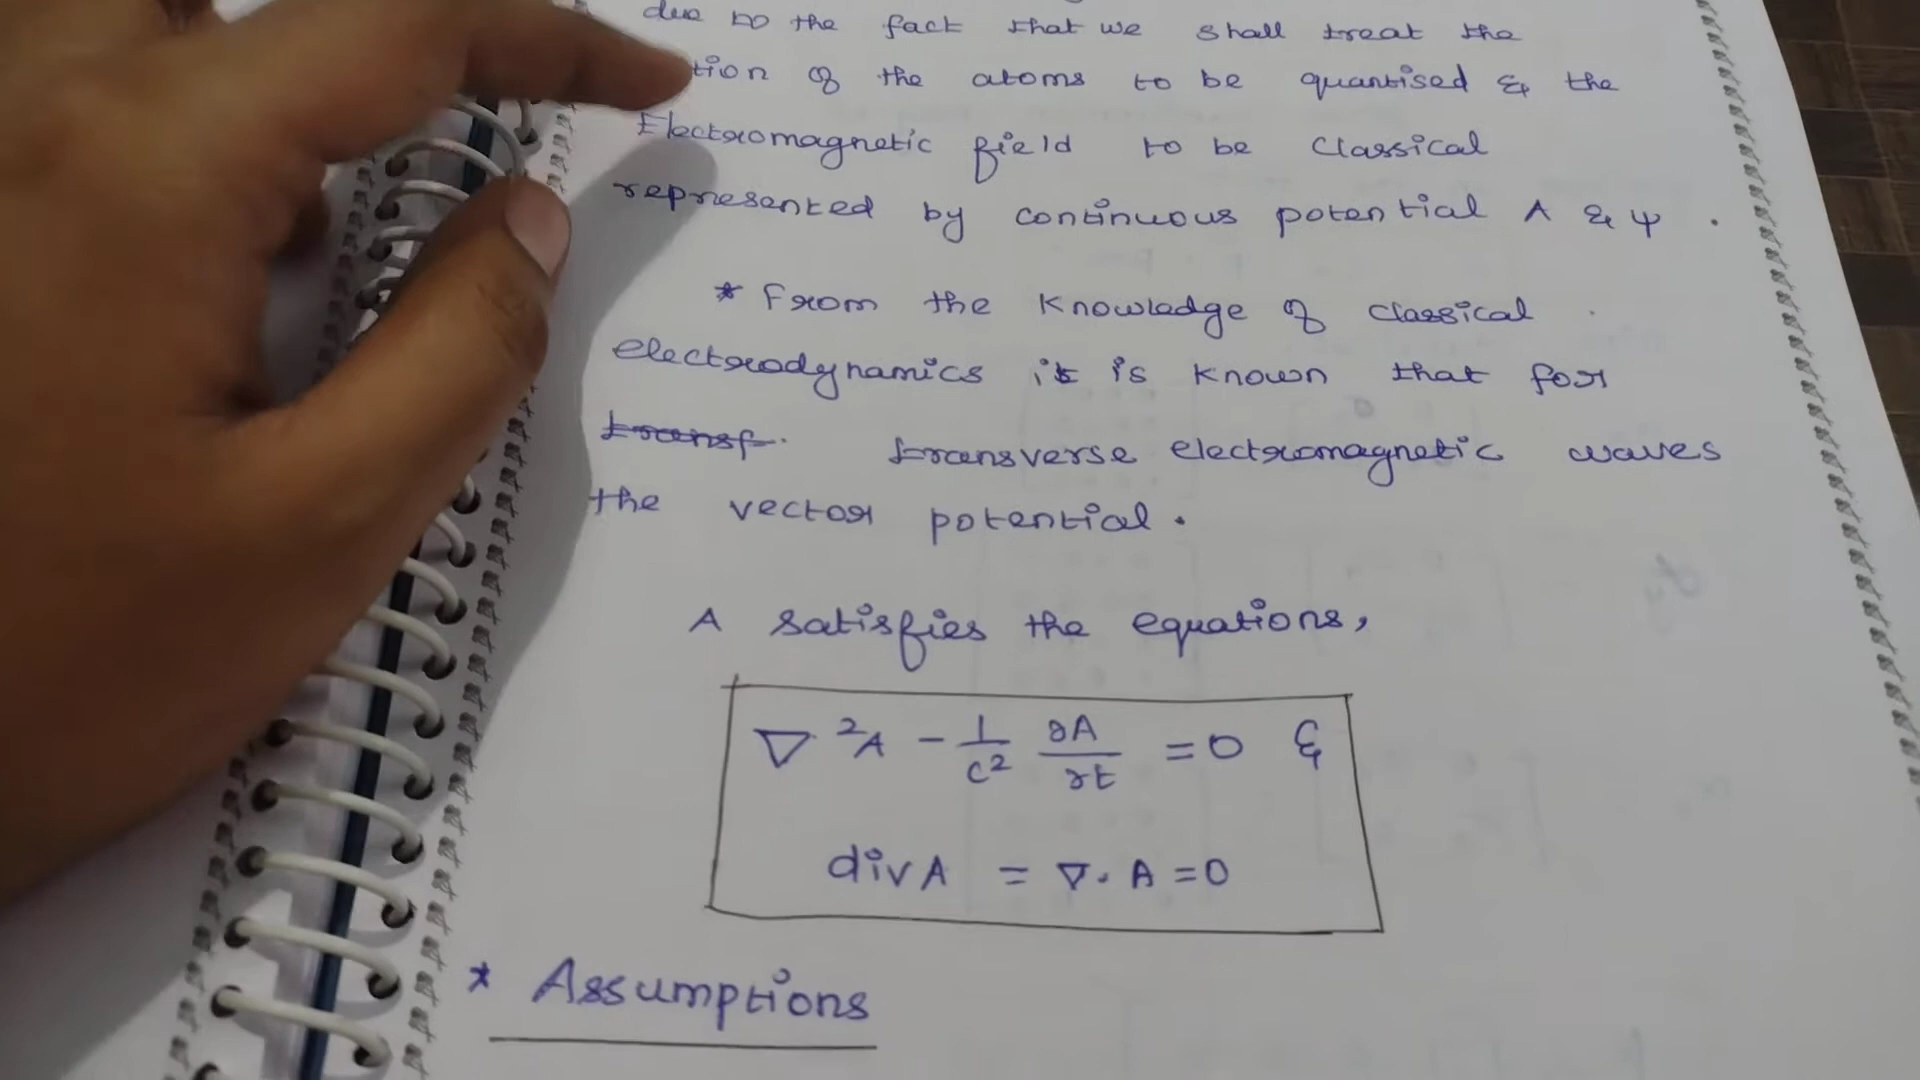 due to the fact that we shall treat the
tion of the atoms to be quantised & the
Electromagnetic field to be classical
represented by continuous potential A & ψ.
* From the knowledge of classical
electrodynamics it is known that for
transf. transverse electromagnetic waves
the vector potential.
A satisfies the equations,
∇ ²A - 1/c² ∂A/∂t = 0 &
div A = ∇. A = 0
* Assumptions